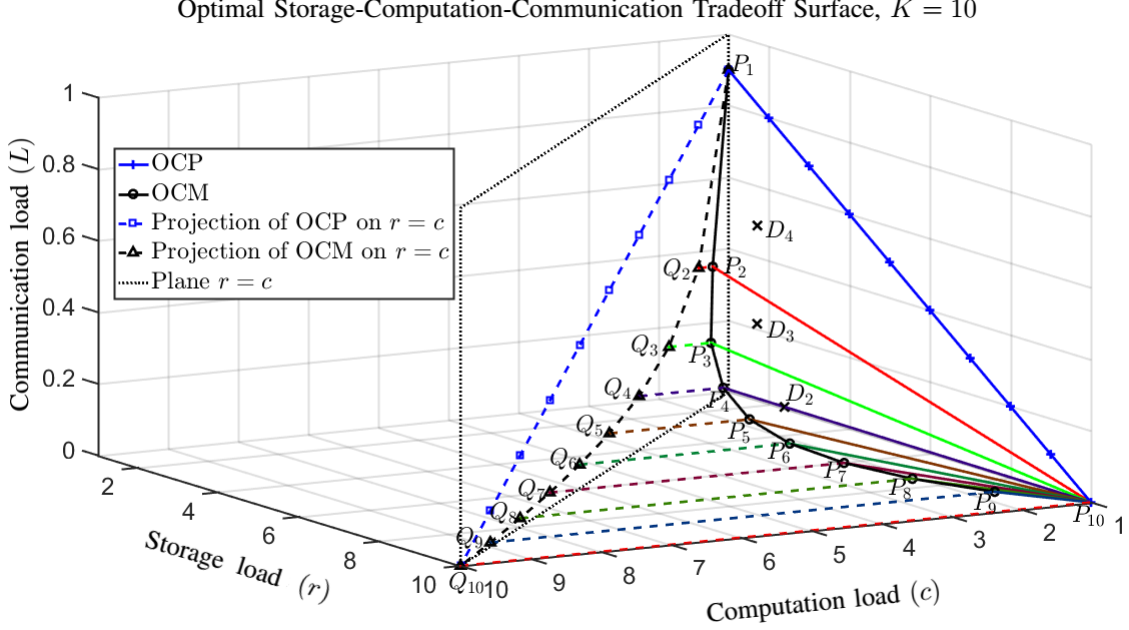 Optimal Storage-Computation-Communication Tradeoff Surface, K = 10
Communication load (L)
1
0.8
0.6
0.4
0.2
0
OCP
OCM
Projection of OCP on r = c
Projection of OCM on r = c
Plane r = c
P1
D4
Q2
P2
D3
Q3
P3
Q4
P4
D2
Q5
P5
Q6
P6
Q7
P7
Q8
P8
Q9
P9
Q10
P10
2
4
6
8
10
Storage load (r)
10
9
8
7
6
5
4
3
2
1
Computation load (c)